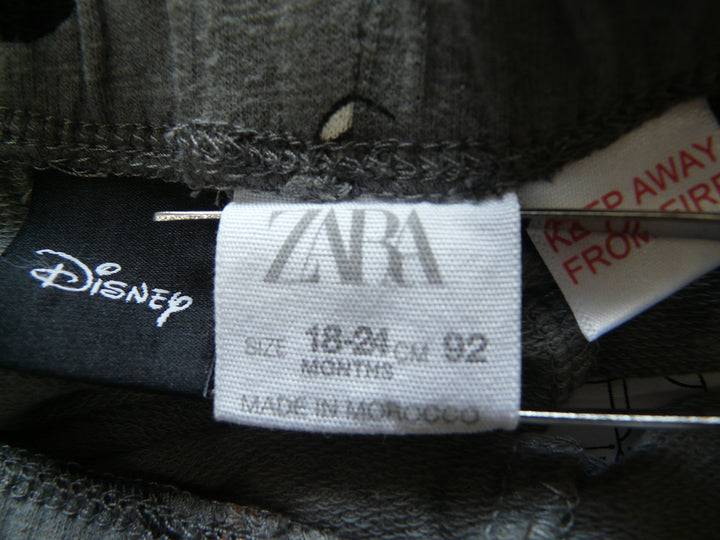 Disney
ZARA
SIZE 18-24 CM 92
MONTHS
MADE IN MOROCCO
KEEP AWAY
FROM FIRE